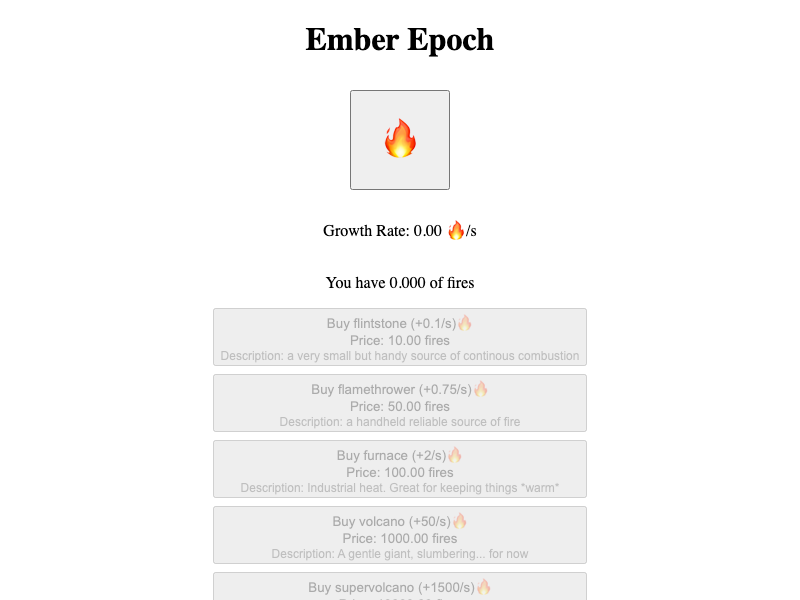 Ember Epoch
Growth Rate: 0.00 🔥/s
You have 0.000 of fires
Buy flintstone (+0.1/s)🔥
Price: 10.00 fires
Description: a very small but handy source of continous combustion
Buy flamethrower (+0.75/s)🔥
Price: 50.00 fires
Description: a handheld reliable source of fire
Buy furnace (+2/s)🔥
Price: 100.00 fires
Description: Industrial heat. Great for keeping things *warm*
Buy volcano (+50/s)🔥
Price: 1000.00 fires
Description: A gentle giant, slumbering... for now
Buy supervolcano (+1500/s)🔥